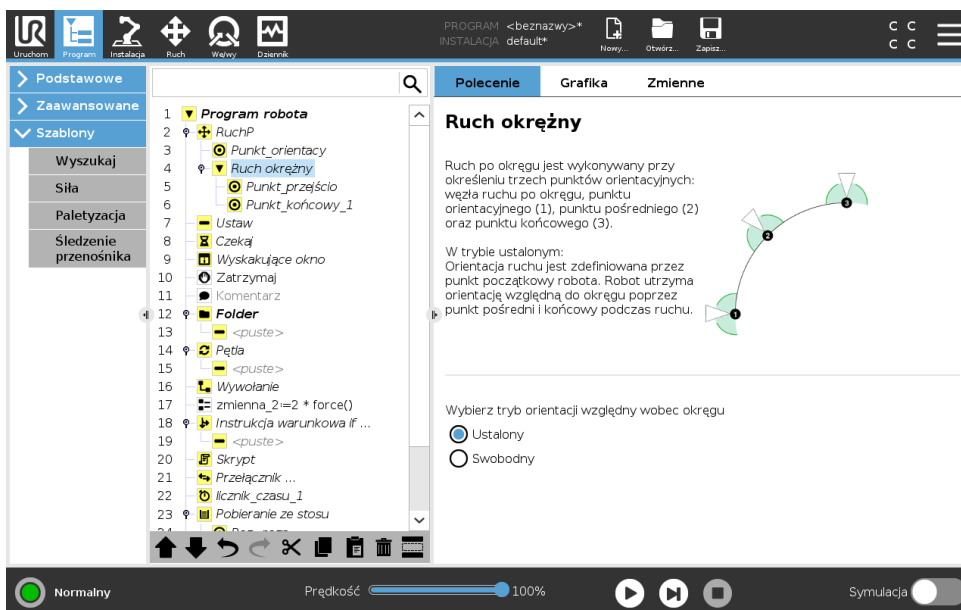 PROGRAM <beznazwy>*
INSTALACJA default*
Uruchom Program Instalacja Ruch We/wy Dziennik Nowy... Otwórz... Zapisz...
C C
C C
Podstawowe
Zaawansowane
Szablony
Wyszukaj
Siła
Paletyzacja
Śledzenie
przenośnika
1 Program robota
2 RuchP
3 Punkt_orientacy
4 Ruch okrężny
5 Punkt_przejścio
6 Punkt_końcowy_1
7 Ustaw
8 Czekaj
9 Wyskakujące okno
10 Zatrzymaj
11 Komentarz
12 Folder
13 <puste>
14 Pętla
15 <puste>
16 Wywołanie
17 zmienna_2:=2 * force()
18 Instrukcja warunkowa if ...
19 <puste>
20 Skrypt
21 Przełącznik ...
22 licznik_czasu_1
23 Pobieranie ze stosu
Polecenie Grafika Zmienne
Ruch okrężny
Ruch po okręgu jest wykonywany przy
określeniu trzech punktów orientacyjnych:
węzła ruchu po okręgu, punktu
orientacyjnego (1), punktu pośredniego (2)
oraz punktu końcowego (3).
W trybie ustalonym:
Orientacja ruchu jest zdefiniowana przez
punkt początkowy robota. Robot utrzyma
orientację względną do okręgu poprzez
punkt pośredni i końcowy podczas ruchu.
3
2
1
Wybierz tryb orientacji względny wobec okręgu
Ustalony
Swobodny
Normalny
Prędkość 100%
Symulacja